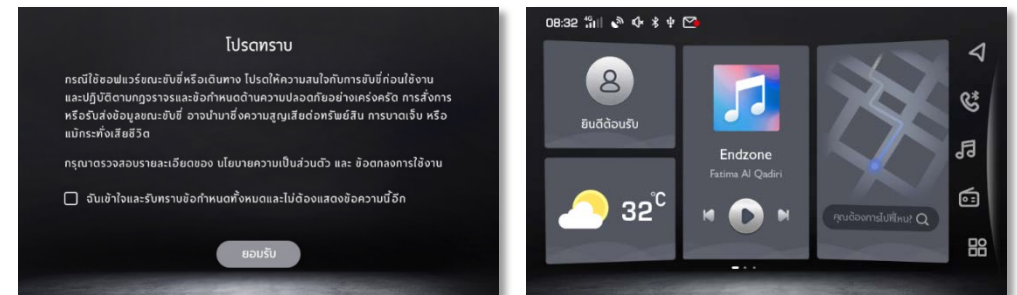 โปรดทราบ
กรณีใช้ซอฟแวร์ขณะขับขี่หรือเดินทาง โปรดให้ความสนใจกับการขับขี่ก่อนใช้งาน
และปฏิบัติตามกฎจราจรและข้อกำหนดด้านความปลอดภัยอย่างเคร่งครัด การสั่งการ
หรือรับส่งข้อมูลขณะขับขี่ อาจนำมาซึ่งความสูญเสียต่อทรัพย์สิน การบาดเจ็บ หรือ
แม้กระทั่งเสียชีวิต
กรุณาตรวจสอบรายละเอียดของ นโยบายความเป็นส่วนตัว และ ข้อตกลงการใช้งาน
ฉันเข้าใจและรับทราบข้อกำหนดทั้งหมดและไม่ต้องแสดงข้อความนี้อีก
ยอมรับ
08:32 4G
ยินดีต้อนรับ
32°C
Endzone
Fatima Al Qadiri
คุณต้องการไปที่ไหน?